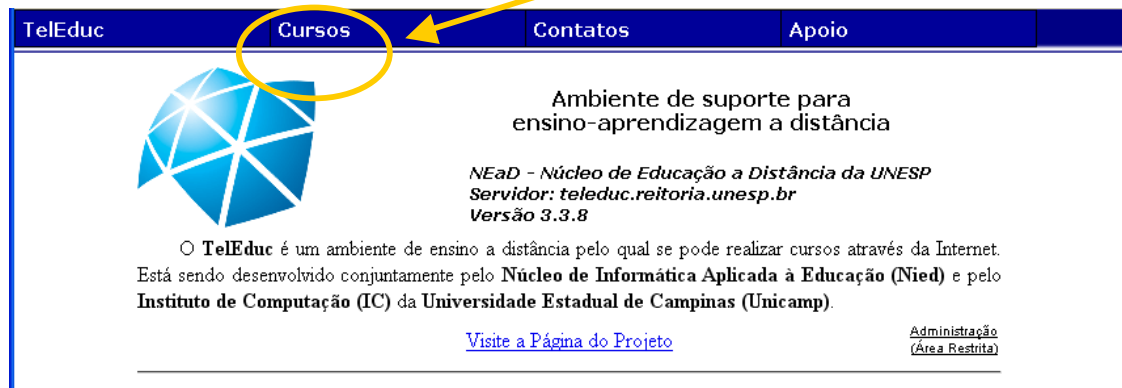 TelEduc Cursos Contatos Apoio
Ambiente de suporte para
ensino-aprendizagem a distância
NEaD - Núcleo de Educação a Distância da UNESP
Servidor: teleduc.reitoria.unesp.br
Versão 3.3.8
O TelEduc é um ambiente de ensino a distância pelo qual se pode realizar cursos através da Internet.
Está sendo desenvolvido conjuntamente pelo Núcleo de Informática Aplicada à Educação (Nied) e pelo
Instituto de Computação (IC) da Universidade Estadual de Campinas (Unicamp).
Visite a Página do Projeto
Administração
(Área Restrita)